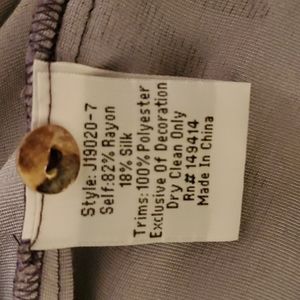 Style: J19020-7
Self:82% Rayon
18% Silk
Trims:100% Polyester
Exclusive Of Decoration
Dry Clean Only
Rn# 149414
Made In China